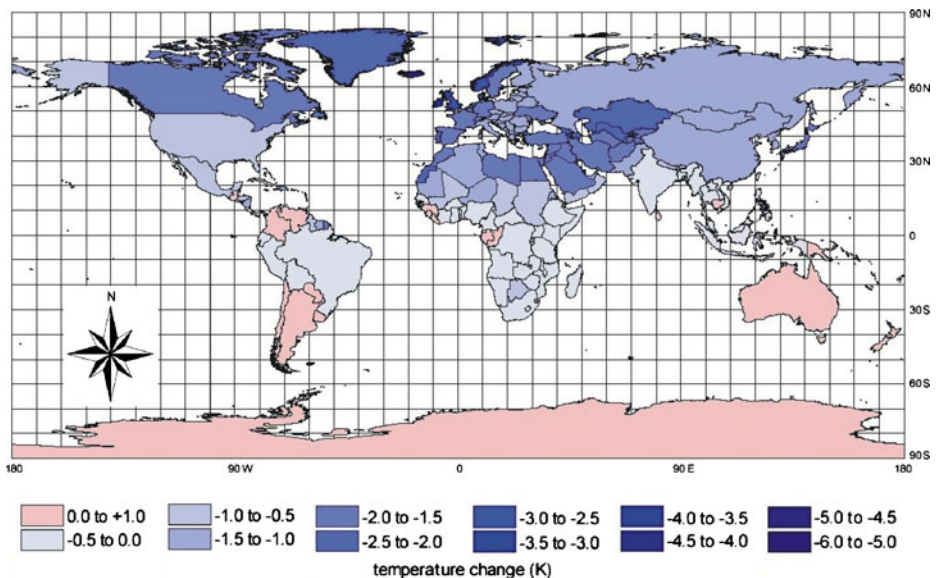 90N
60N
30N
0
30S
60S
90S
N
180
90 W
0
90 E
180
0.0 to +1.0
-1.0 to -0.5
-2.0 to -1.5
-3.0 to -2.5
-4.0 to -3.5
-5.0 to -4.5
-0.5 to 0.0
-1.5 to -1.0
-2.5 to -2.0
-3.5 to -3.0
-4.5 to -4.0
-6.0 to -5.0
temperature change (K)